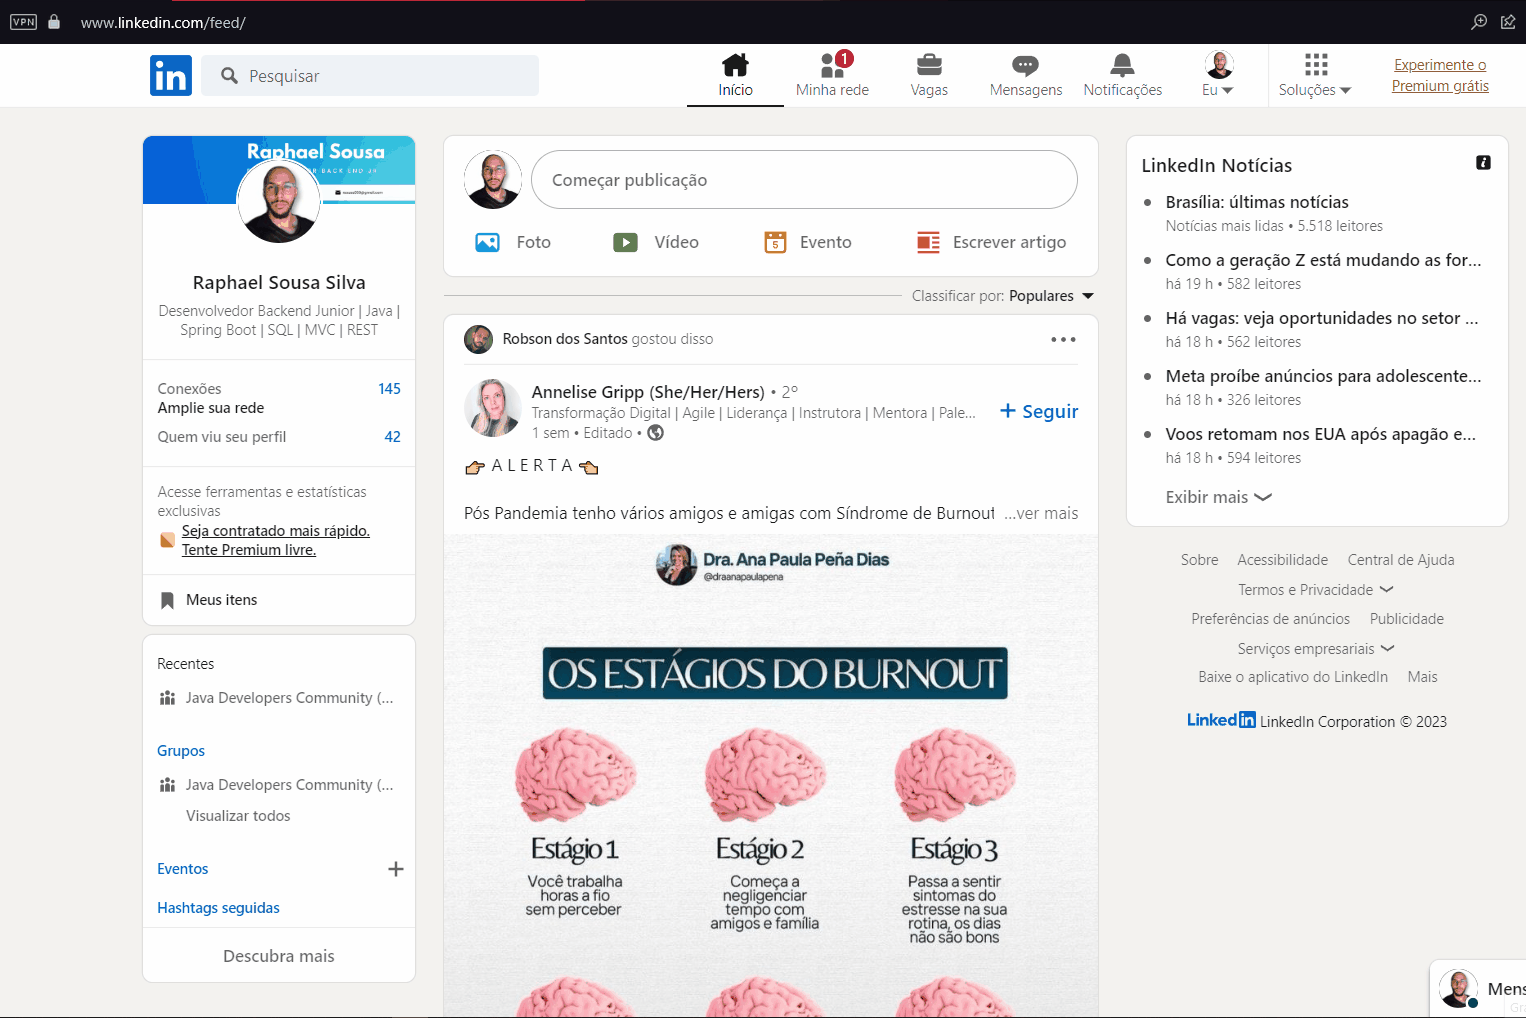 VPN
www.linkedin.com/feed/
in
Pesquisar
Início
1
Minha rede
Vagas
Mensagens
Notificações
Eu
Soluções
Experimente o
Premium grátis
Raphael Sousa
BACK END
Raphael Sousa Silva
Desenvolvedor Backend Junior | Java |
Spring Boot | SQL | MVC | REST
Conexões 145
Amplie sua rede
Quem viu seu perfil 42
Acesse ferramentas e estatísticas
exclusivas
Seja contratado mais rápido.
Tente Premium livre.
Meus itens
Recentes
Java Developers Community (...
Grupos
Java Developers Community (...
Visualizar todos
Eventos
Hashtags seguidas
Descubra mais
Começar publicação
Foto
Vídeo
5
Evento
Escrever artigo
Classificar por: Populares
Robson dos Santos gostou disso
Annelise Gripp (She/Her/Hers) • 2º
Transformação Digital | Agile | Liderança | Instrutora | Mentora | Pale...
1 sem • Editado •
+ Seguir
👉 A L E R T A 👈
Pós Pandemia tenho vários amigos e amigas com Síndrome de Burnout ...ver mais
Dra. Ana Paula Peña Dias
@draanapaulapena
OS ESTÁGIOS DO BURNOUT
Estágio 1
Você trabalha
horas a fio
sem perceber
Estágio 2
Começa a
negligenciar
tempo com
amigos e família
Estágio 3
Passa a sentir
sintomas do
estresse na sua
rotina, os dias
não são bons
LinkedIn Notícias
Brasília: últimas notícias
Notícias mais lidas • 5.518 leitores
Como a geração Z está mudando as for...
há 19 h • 582 leitores
Há vagas: veja oportunidades no setor ...
há 18 h • 562 leitores
Meta proíbe anúncios para adolescente...
há 18 h • 326 leitores
Voos retomam nos EUA após apagão e...
há 18 h • 594 leitores
Exibir mais
Sobre Acessibilidade Central de Ajuda
Termos e Privacidade
Preferências de anúncios Publicidade
Serviços empresariais
Baixe o aplicativo do LinkedIn Mais
LinkedIn LinkedIn Corporation © 2023
Mens